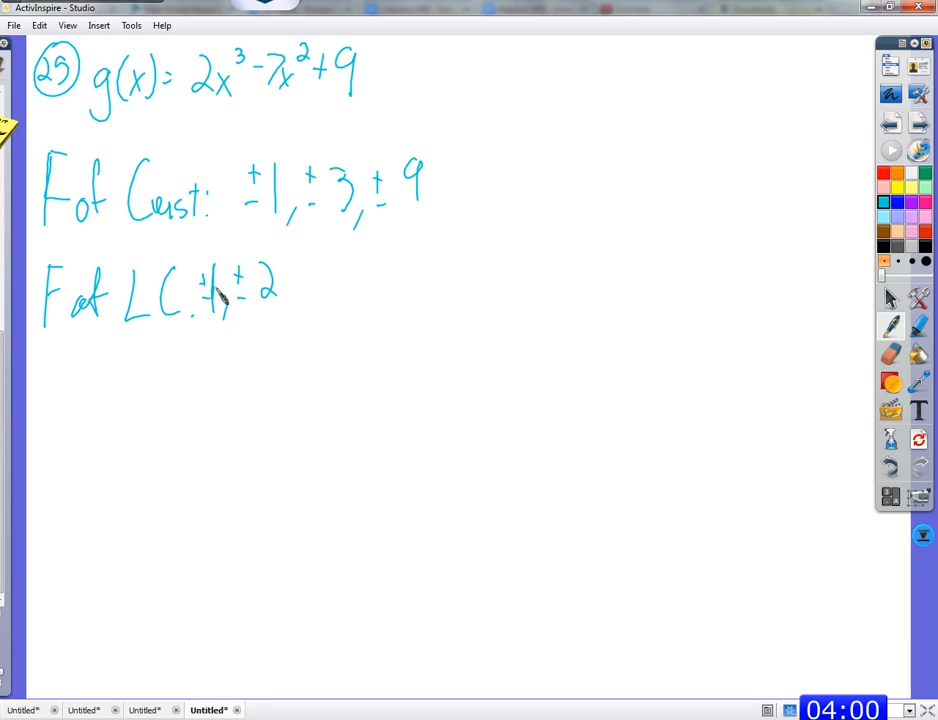 ActivInspire - Studio
File Edit View Insert Tools Help
25 g(x) = 2x³ - 7x² + 9
F of Const: ±1, ±3, ±9
F of LC: ±1, ±2
T
Untitled* Untitled* Untitled* Untitled*
04:00